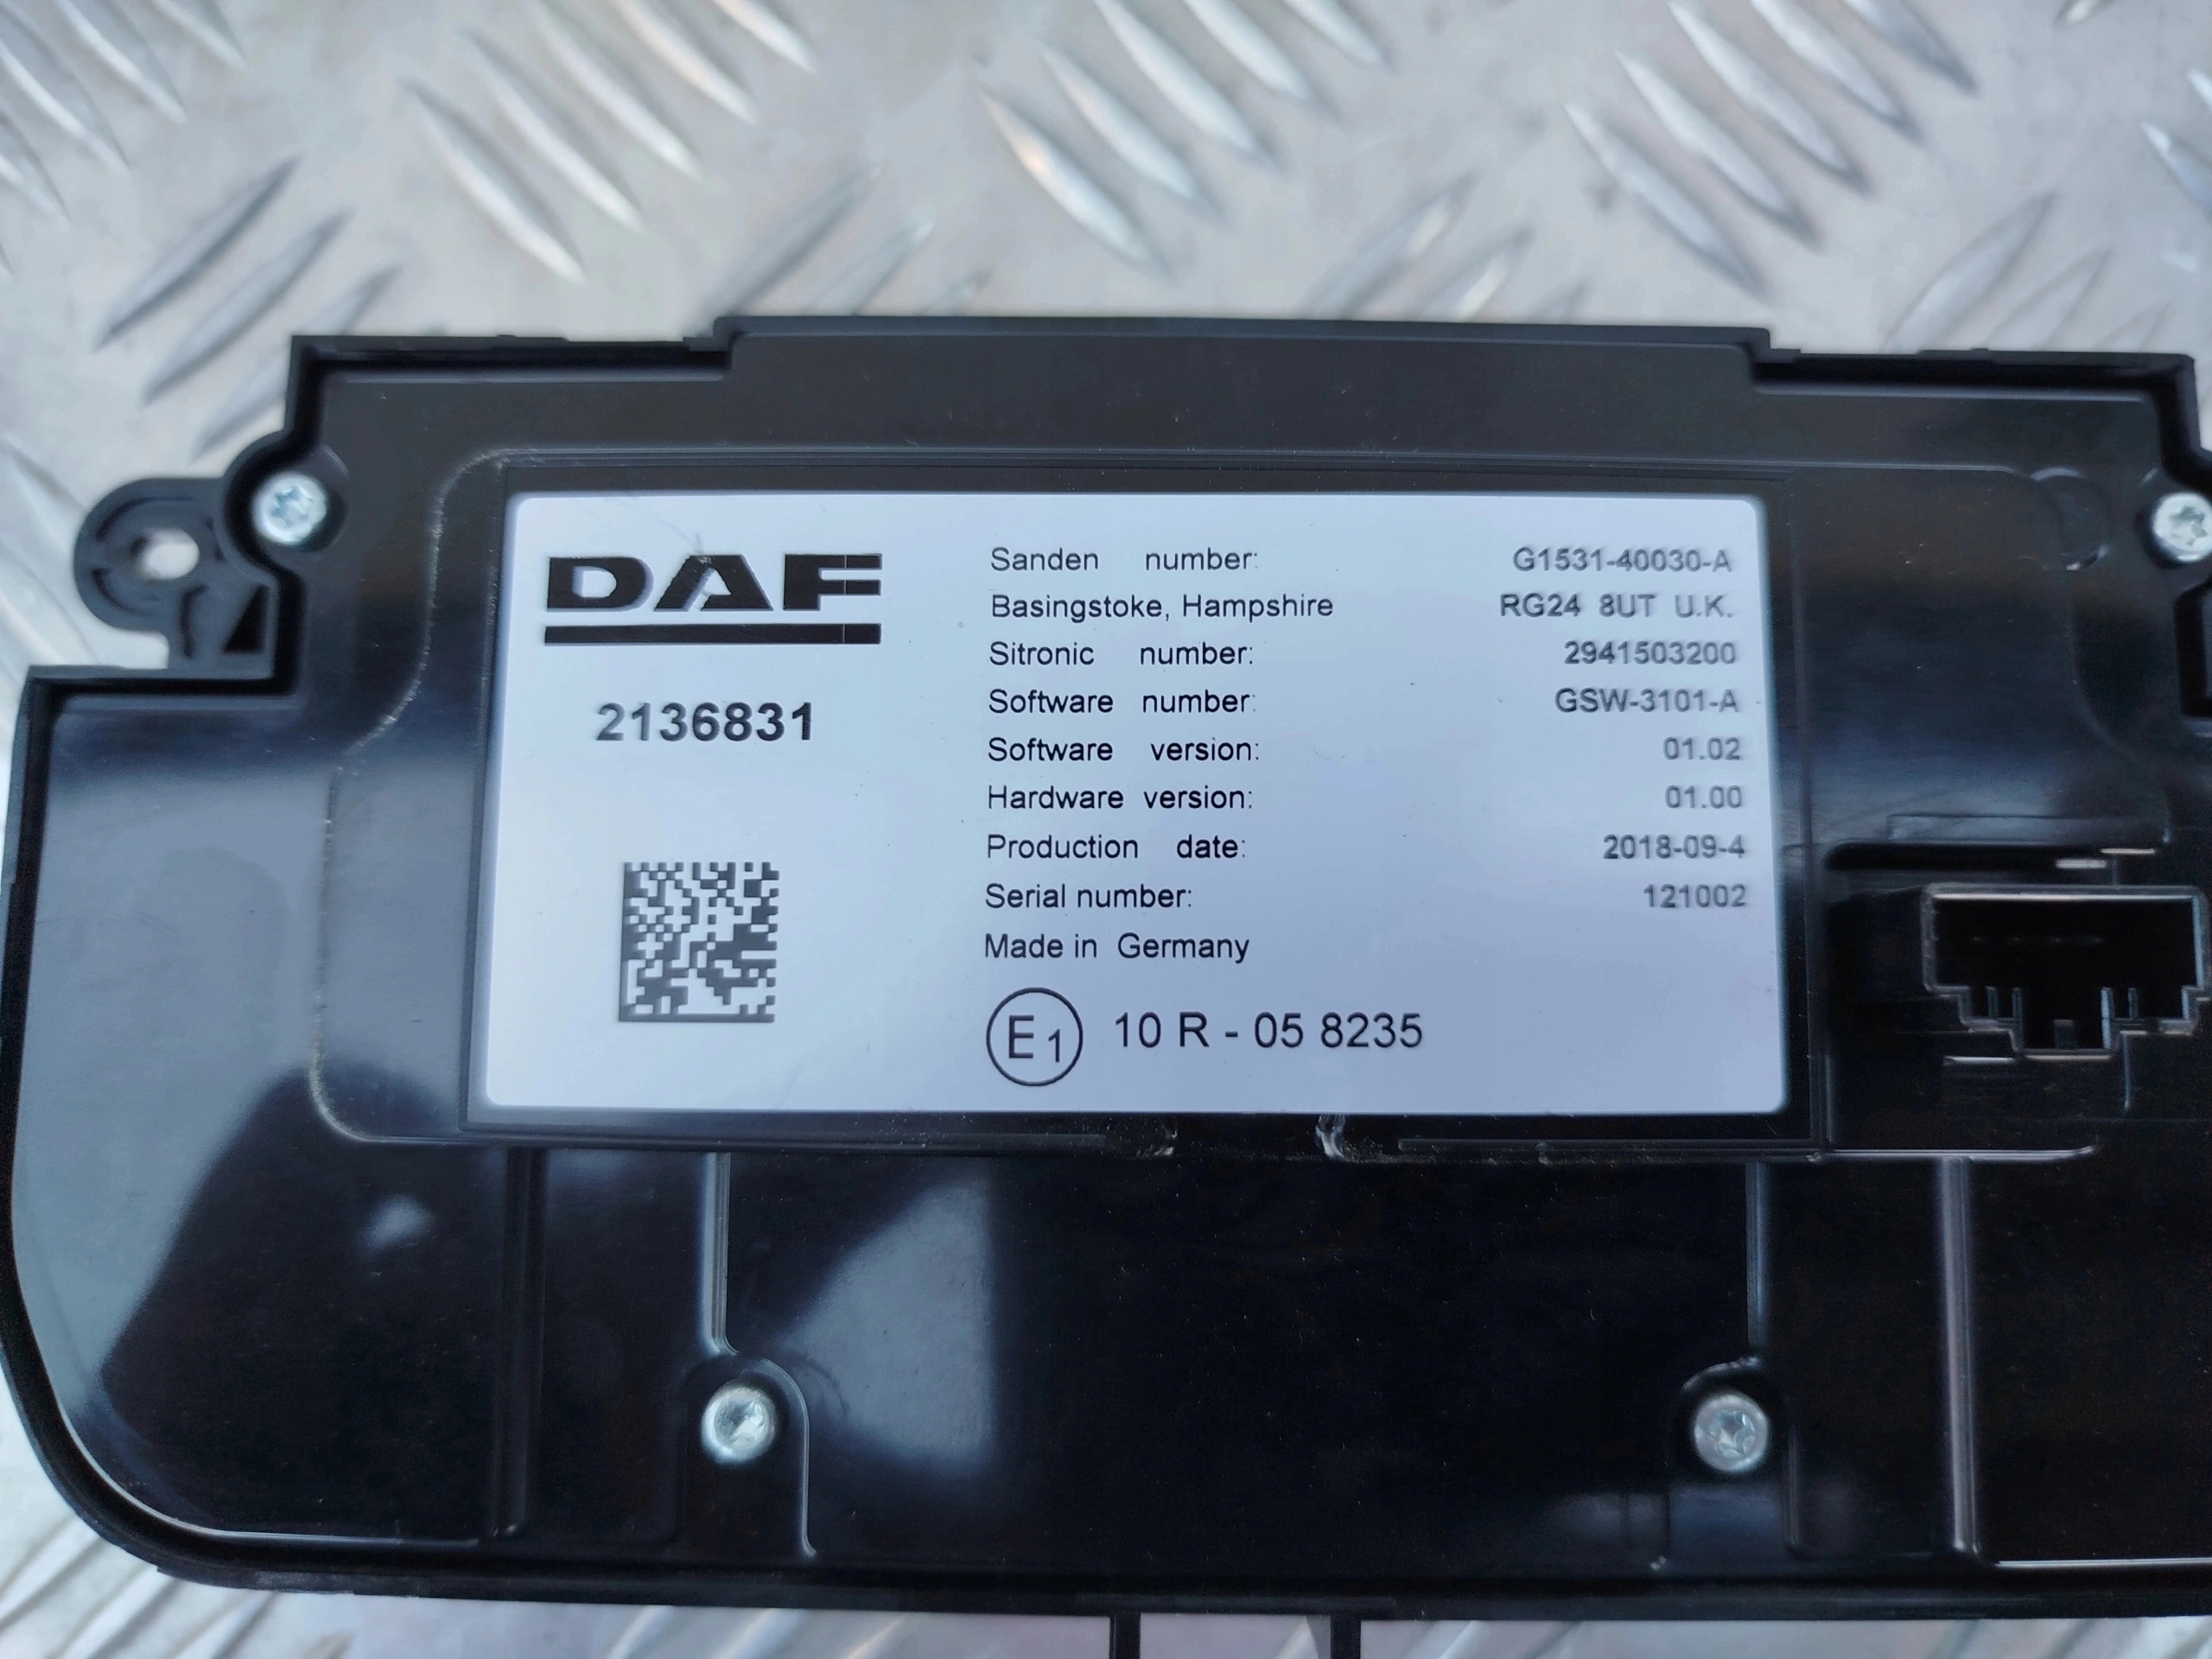 DAF
2136831
Sanden number: G1531-40030-A
Basingstoke, Hampshire RG24 8UT U.K.
Sitronic number: 2941503200
Software number: GSW-3101-A
Software version: 01.02
Hardware version: 01.00
Production date: 2018-09-4
Serial number: 121002
Made in Germany
E1 10 R - 05 8235